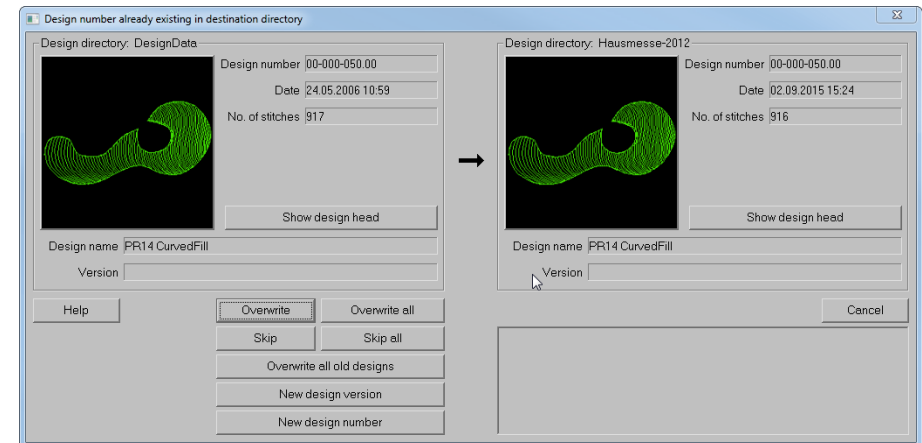 Design number already existing in destination directory
Design directory: DesignData
Design number 00-000-050.00
Date 24.05.2006 10:59
No. of stitches 917
Show design head
Design name PR14 CurvedFill
Version
Design directory: Hausmesse-2012
Design number 00-000-050.00
Date 02.09.2015 15:24
No. of stitches 916
Show design head
Design name PR14 CurvedFill
Version
Help
Overwrite
Overwrite all
Cancel
Skip
Skip all
Overwrite all old designs
New design version
New design number